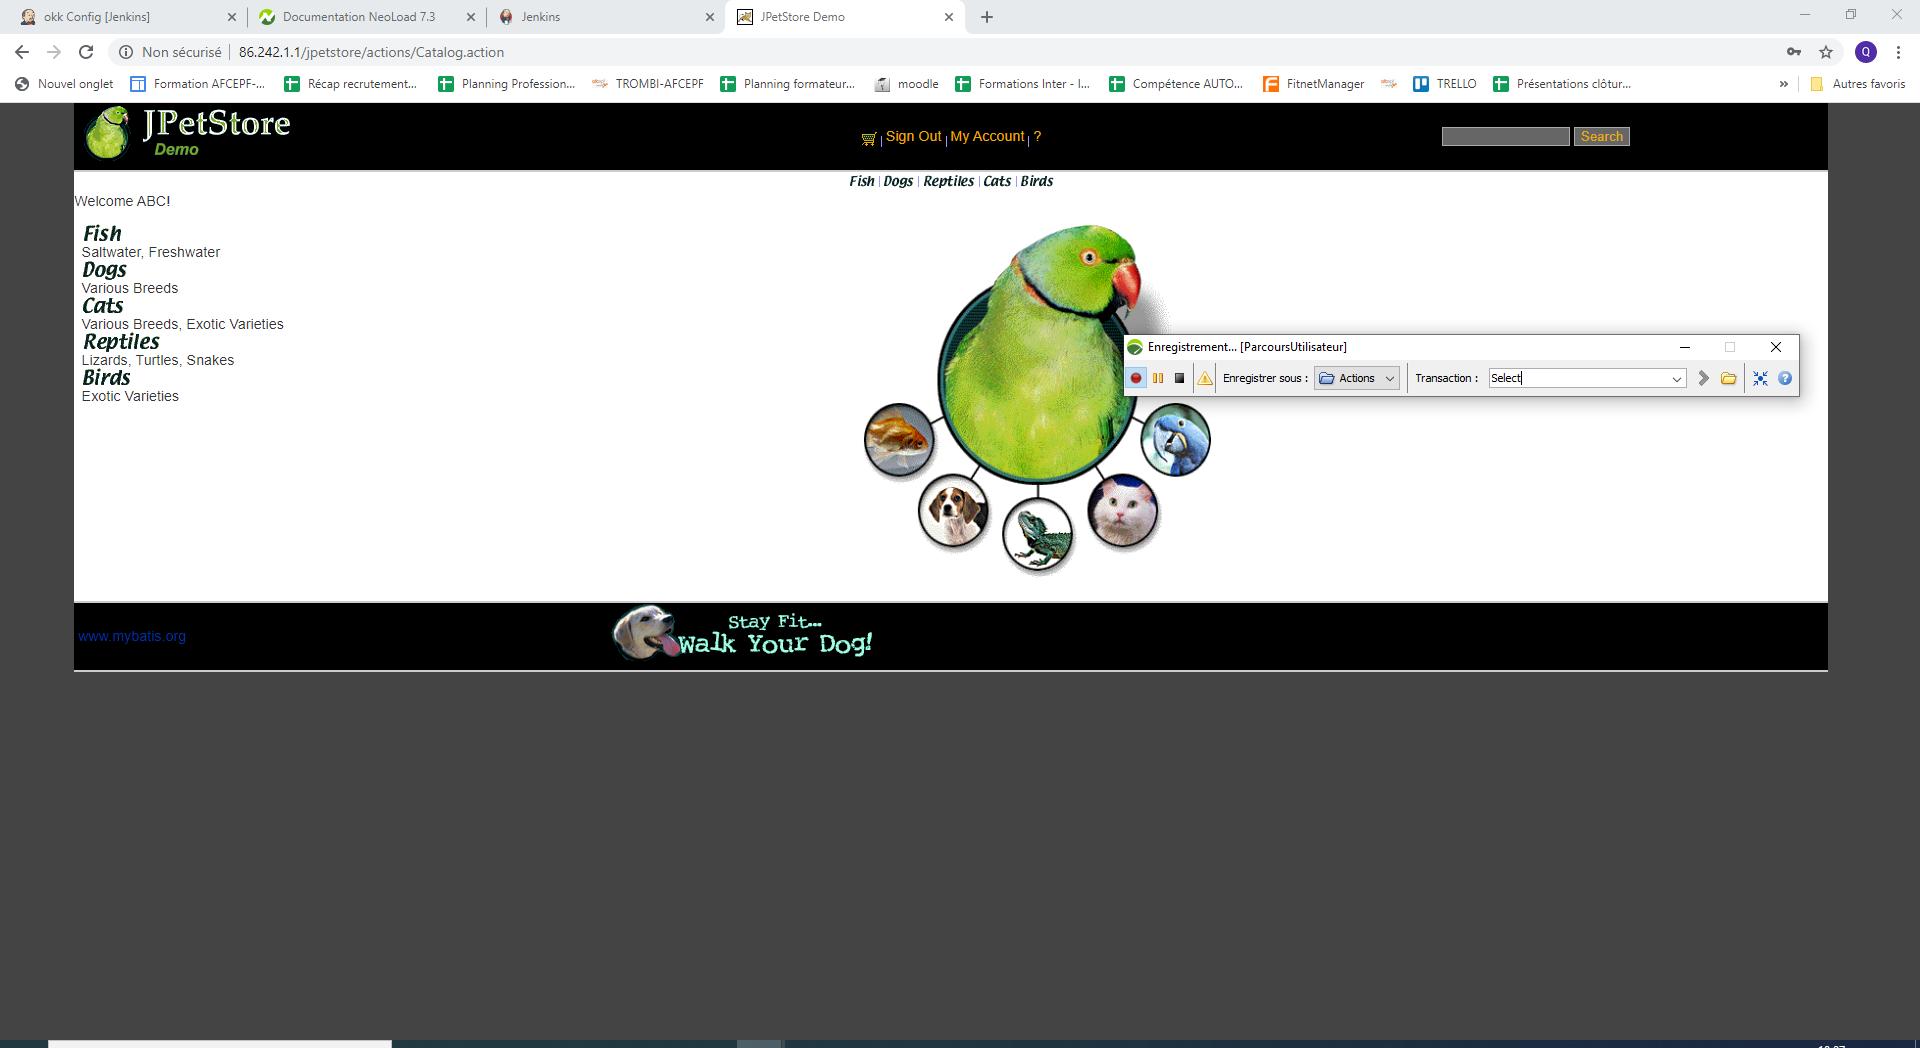 okk Config [Jenkins]
Documentation NeoLoad 7.3
Jenkins
JPetStore Demo
Non sécurisé
86.242.1.1/jpetstore/actions/Catalog.action
Q
Nouvel onglet
Formation AFCEPF-...
Récap recrutement...
Planning Profession...
TROMBI-AFCEPF
Planning formateur...
moodle
Formations Inter - I...
Compétence AUTO...
FitnetManager
TRELLO
Présentations clôtur...
»
Autres favoris
JPetStore
Demo
Sign Out | My Account | ?
Search
Fish | Dogs | Reptiles | Cats | Birds
Welcome ABC!
Fish
Saltwater, Freshwater
Dogs
Various Breeds
Cats
Various Breeds, Exotic Varieties
Reptiles
Lizards, Turtles, Snakes
Birds
Exotic Varieties
Enregistrement... [ParcoursUtilisateur]
Enregistrer sous :
Actions
Transaction :
Select
www.mybatis.org
Stay Fit...
Walk Your Dog!